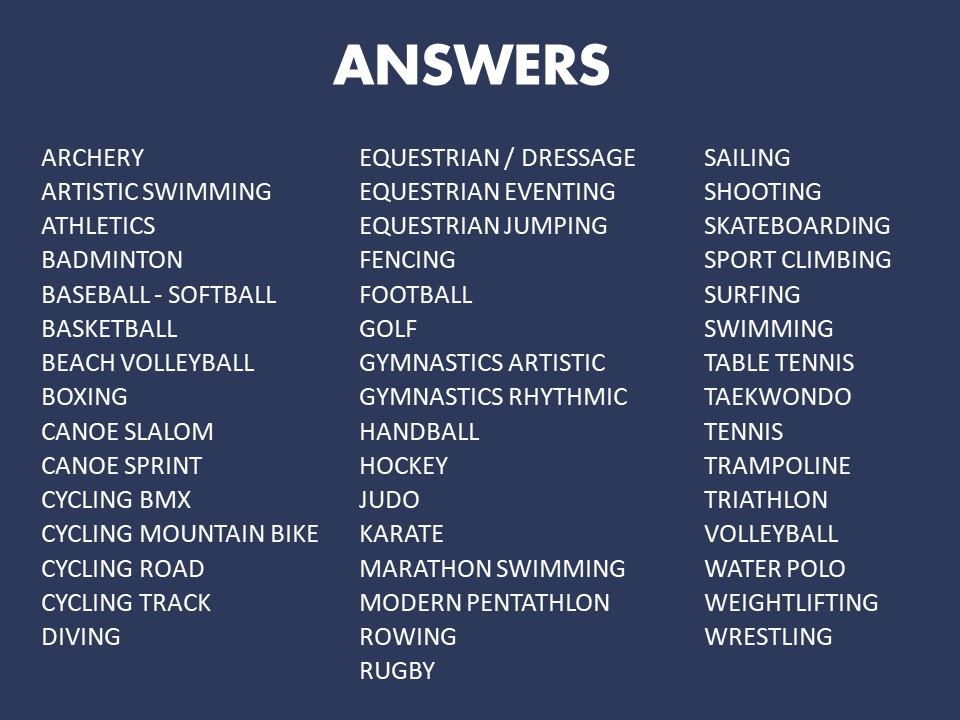 ANSWERS
ARCHERY
ARTISTIC SWIMMING
ATHLETICS
BADMINTON
BASEBALL - SOFTBALL
BASKETBALL
BEACH VOLLEYBALL
BOXING
CANOE SLALOM
CANOE SPRINT
CYCLING BMX
CYCLING MOUNTAIN BIKE
CYCLING ROAD
CYCLING TRACK
DIVING
EQUESTRIAN / DRESSAGE
EQUESTRIAN EVENTING
EQUESTRIAN JUMPING
FENCING
FOOTBALL
GOLF
GYMNASTICS ARTISTIC
GYMNASTICS RHYTHMIC
HANDBALL
HOCKEY
JUDO
KARATE
MARATHON SWIMMING
MODERN PENTATHLON
ROWING
RUGBY
SAILING
SHOOTING
SKATEBOARDING
SPORT CLIMBING
SURFING
SWIMMING
TABLE TENNIS
TAEKWONDO
TENNIS
TRAMPOLINE
TRIATHLON
VOLLEYBALL
WATER POLO
WEIGHTLIFTING
WRESTLING